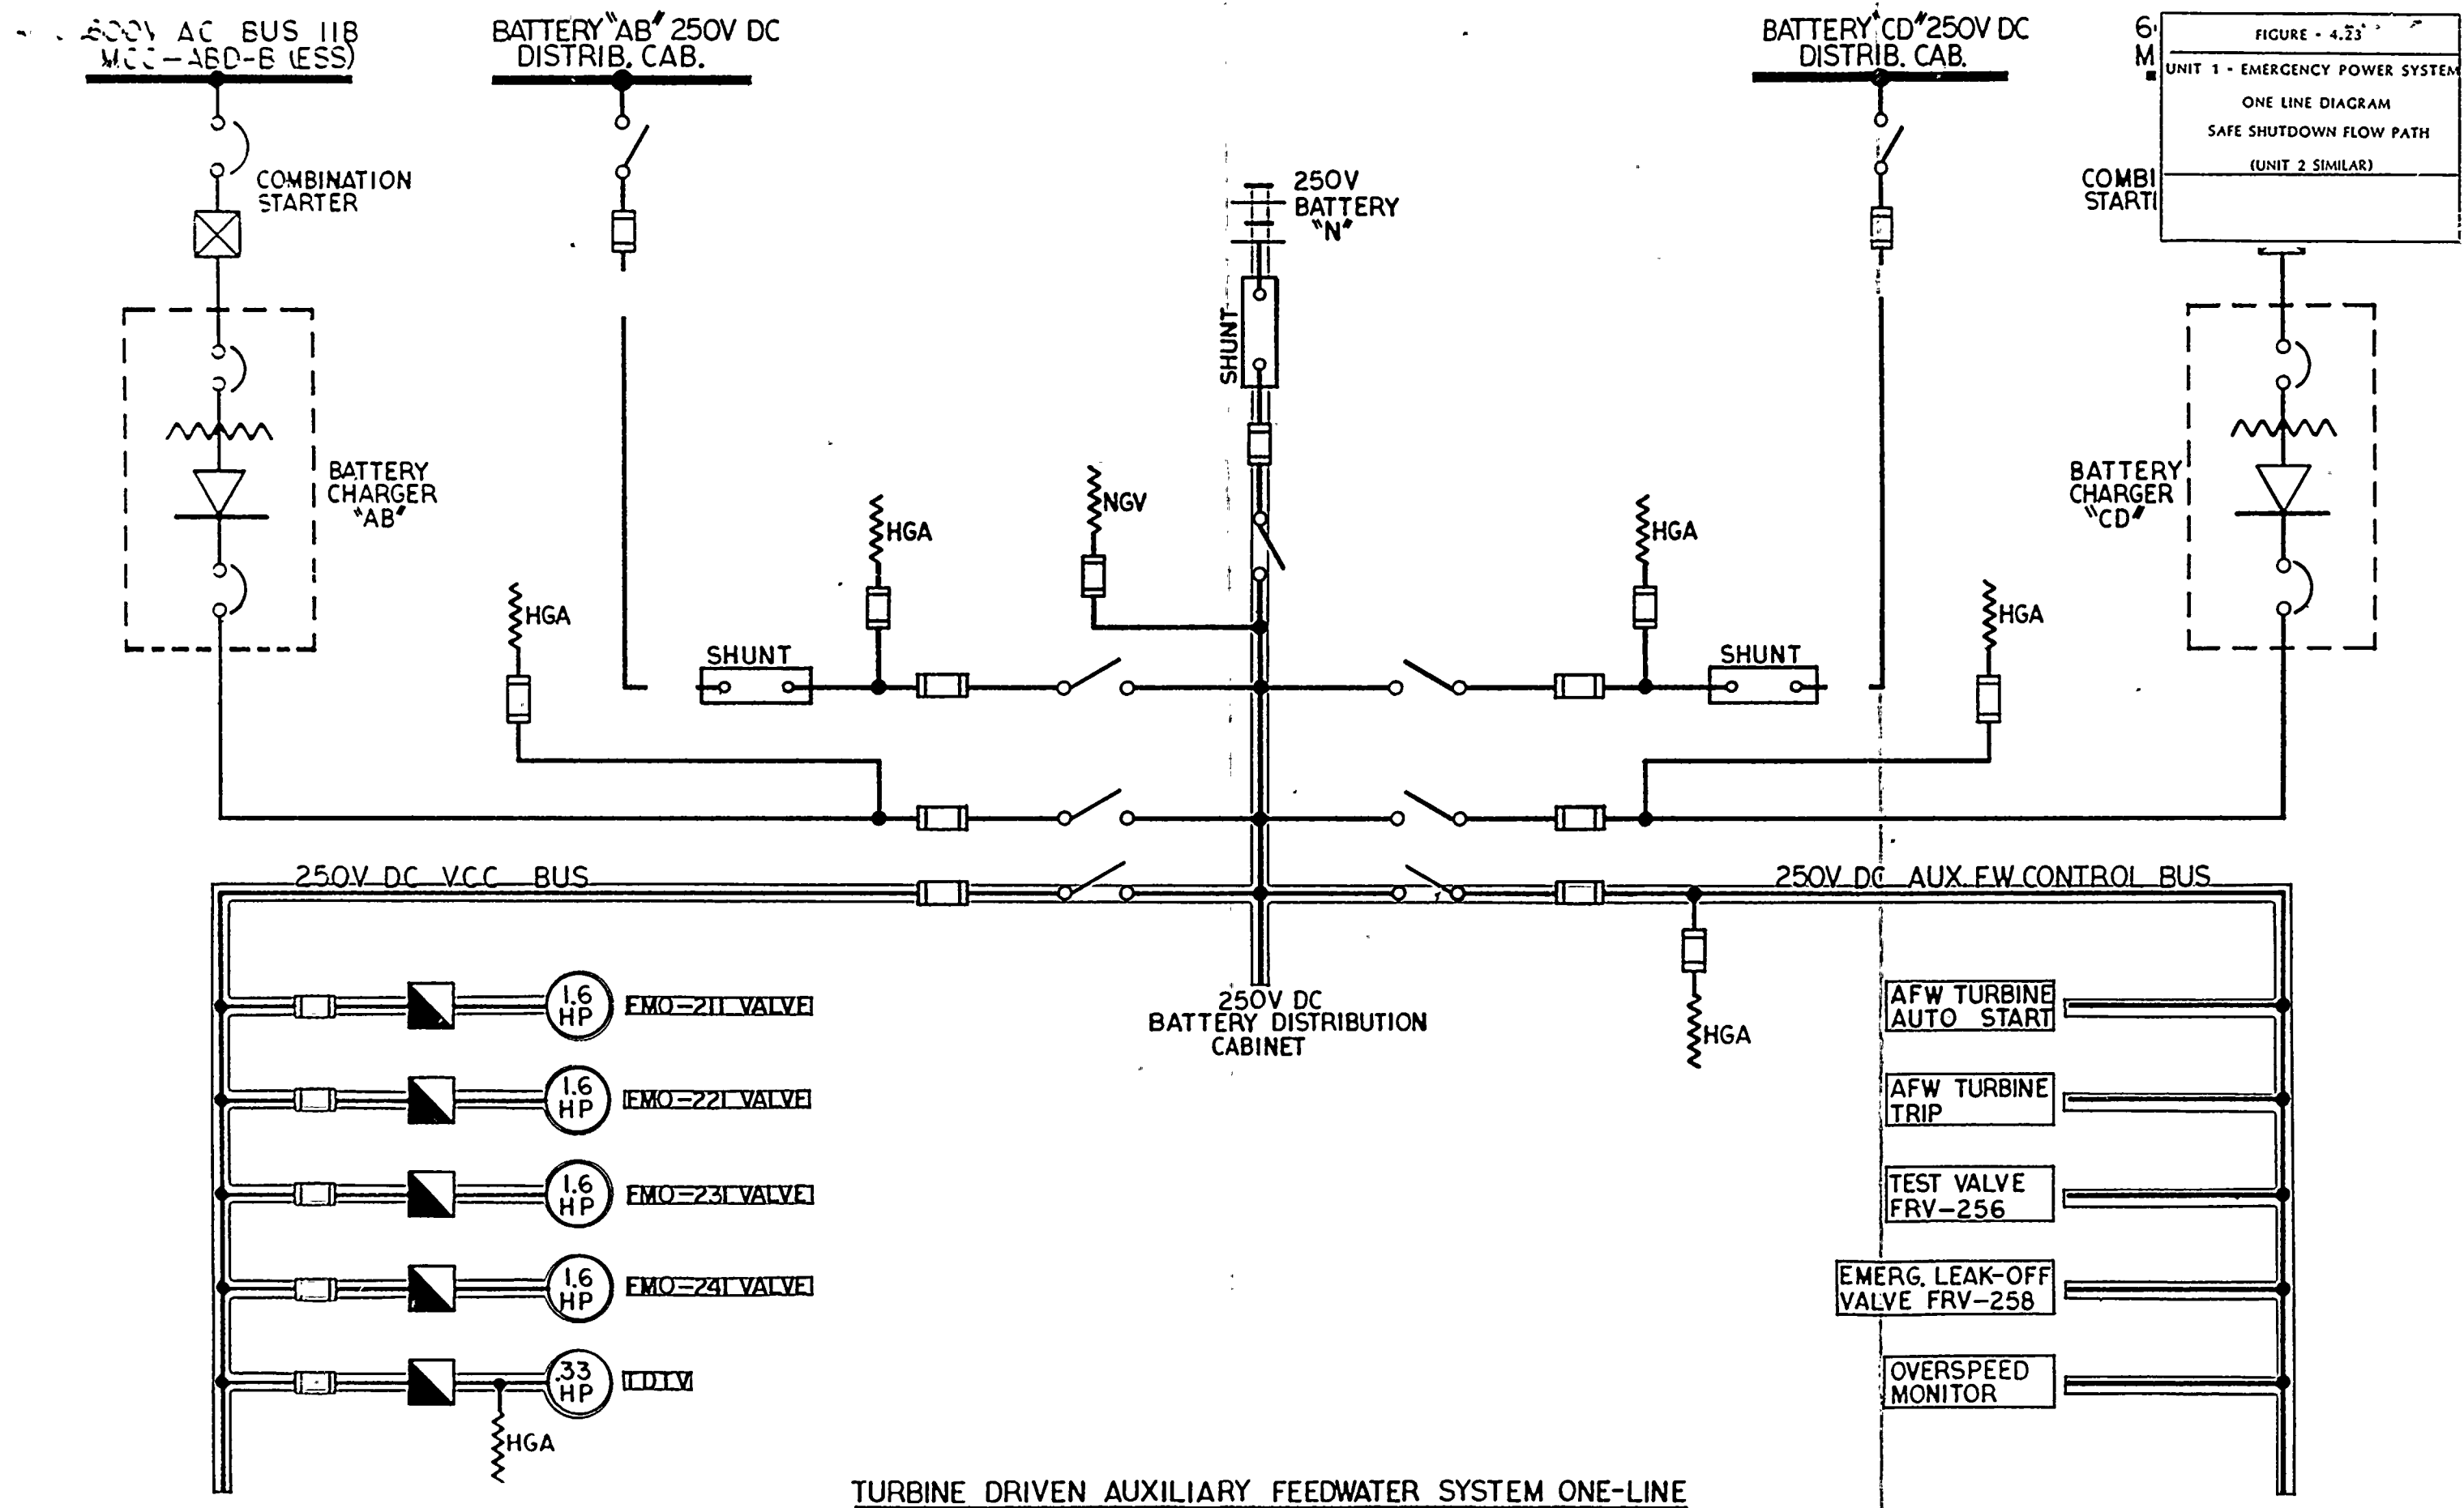 600V AC BUS 11B
MCC-ABD-B (ESS)
BATTERY "AB" 250V DC
DISTRIB. CAB.
BATTERY "CD" 250V DC
DISTRIB. CAB.
FIGURE - 4.23
UNIT 1 - EMERGENCY POWER SYSTEM
ONE LINE DIAGRAM
SAFE SHUTDOWN FLOW PATH
(UNIT 2 SIMILAR)
6
M
COMBINATION
STARTER
COMBI
START
250V
BATTERY
"N"
SHUNT
BATTERY
CHARGER
"AB"
BATTERY
CHARGER
"CD"
HGA
HGA
NGV
HGA
HGA
SHUNT
SHUNT
250V DC VCC BUS
250V DC AUX. FW CONTROL BUS
250V DC
BATTERY DISTRIBUTION
CABINET
HGA
1.6
HP
FMO-211 VALVE
1.6
HP
FMO-221 VALVE
1.6
HP
FMO-231 VALVE
1.6
HP
FMO-241 VALVE
.33
HP
HGA
AFW TURBINE
AUTO START
AFW TURBINE
TRIP
TEST VALVE
FRV-256
EMERG. LEAK-OFF
VALVE FRV-258
OVERSPEED
MONITOR
TURBINE DRIVEN AUXILIARY FEEDWATER SYSTEM ONE-LINE